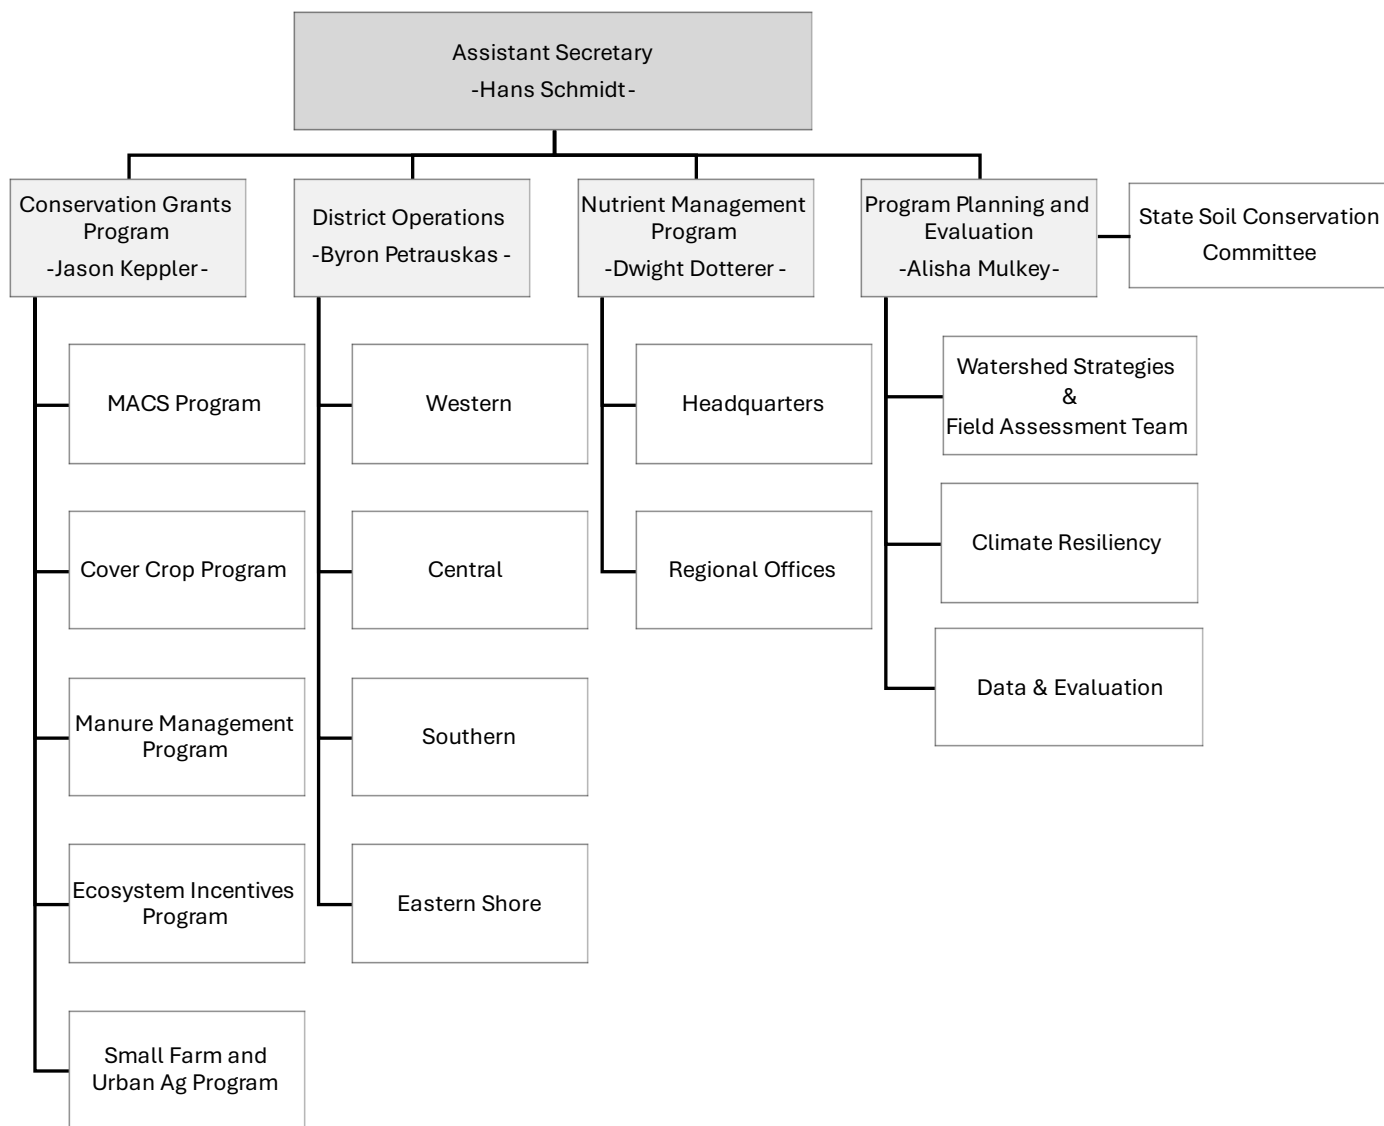 Assistant Secretary
-Hans Schmidt-
Conservation Grants
Program
-Jason Keppler-
District Operations
-Byron Petrauskas -
Nutrient Management
Program
-Dwight Dotterer -
Program Planning and
Evaluation
-Alisha Mulkey-
State Soil Conservation
Committee
MACS Program
Cover Crop Program
Manure Management
Program
Ecosystem Incentives
Program
Small Farm and
Urban Ag Program
Western
Central
Southern
Eastern Shore
Headquarters
Regional Offices
Watershed Strategies
&
Field Assessment Team
Climate Resiliency
Data & Evaluation